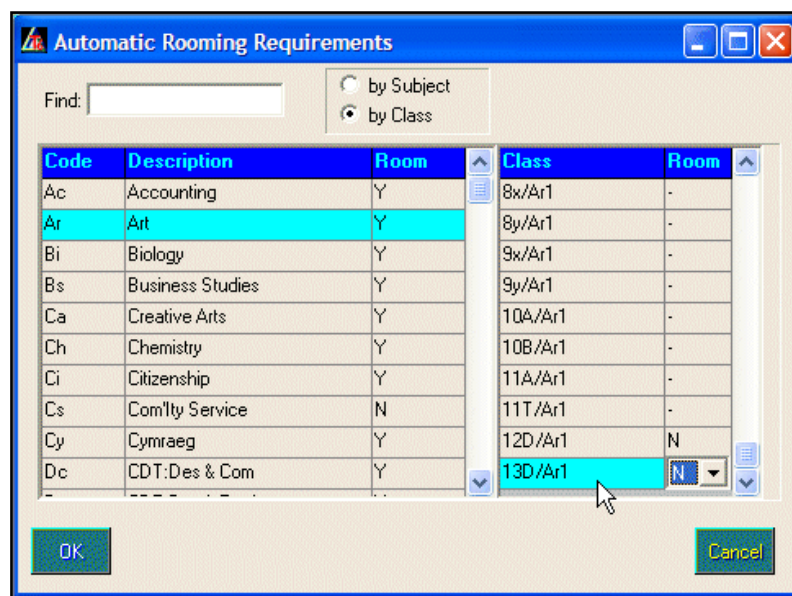 Automatic Rooming Requirements
Find:
by Subject
by Class
Code Description Room
Ac Accounting Y
Ar Art Y
Bi Biology Y
Bs Business Studies Y
Ca Creative Arts Y
Ch Chemistry Y
Ci Citizenship Y
Cs Com'lty Service N
Cy Cymraeg Y
Dc CDT:Des & Com Y
Class Room
8x/Ar1 -
8y/Ar1 -
9x/Ar1 -
9y/Ar1 -
10A/Ar1 -
10B/Ar1 -
11A/Ar1 -
11T/Ar1 -
12D/Ar1 N
13D/Ar1 N
OK
Cancel